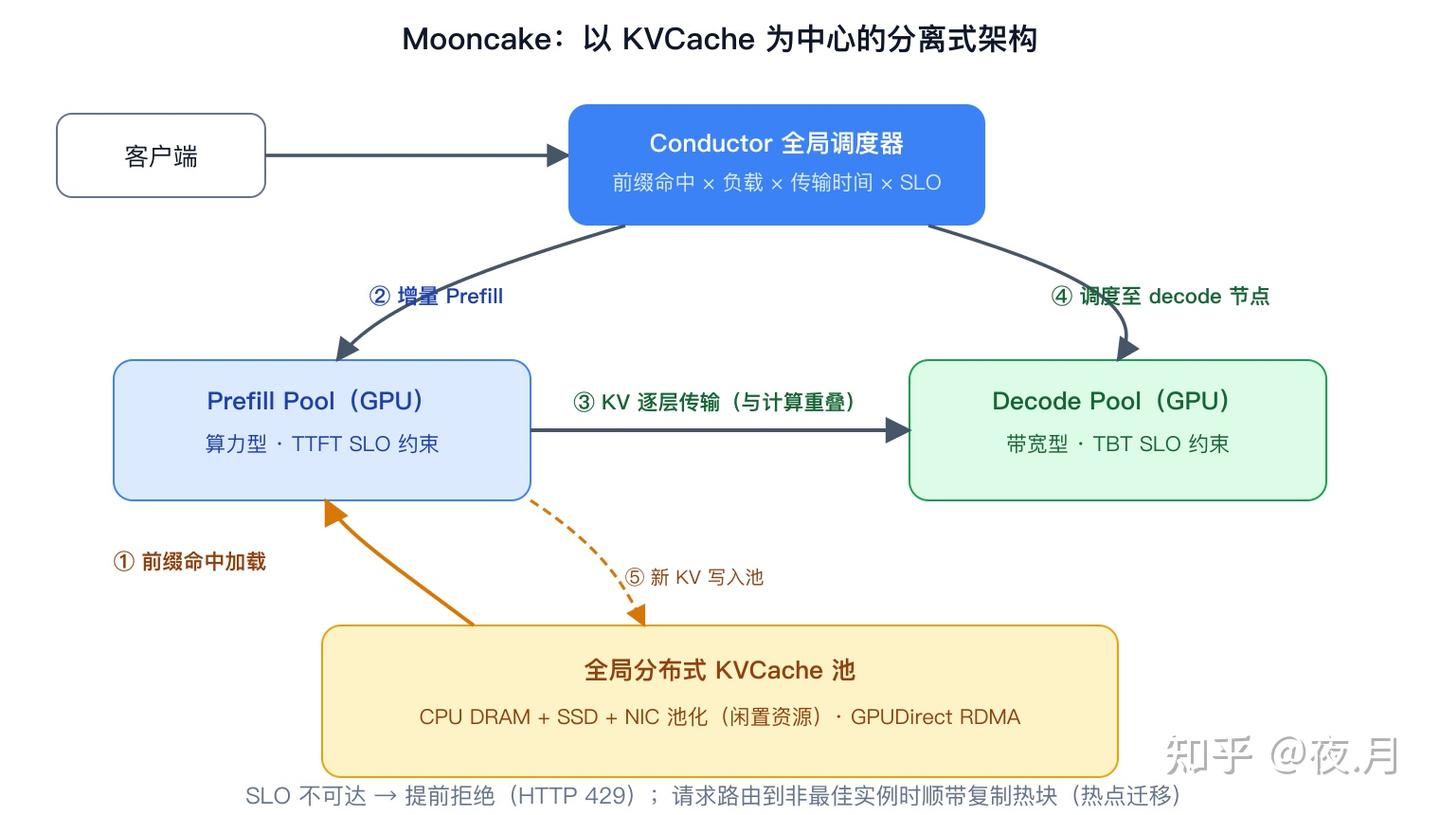 Mooncake：以 KVCache 为中心的分离式架构
客户端
Conductor 全局调度器
前缀命中 × 负载 × 传输时间 × SLO
② 增量 Prefill
④ 调度至 decode 节点
Prefill Pool（GPU）
算力型 · TTFT SLO 约束
③ KV 逐层传输（与计算重叠）
Decode Pool（GPU）
带宽型 · TBT SLO 约束
① 前缀命中加载
⑤ 新 KV 写入池
全局分布式 KVCache 池
CPU DRAM + SSD + NIC 池化（闲置资源）· GPUDirect RDMA
知乎 @夜.月
SLO 不可达 → 提前拒绝（HTTP 429）；请求路由到非最佳实例时顺带复制热块（热点迁移）